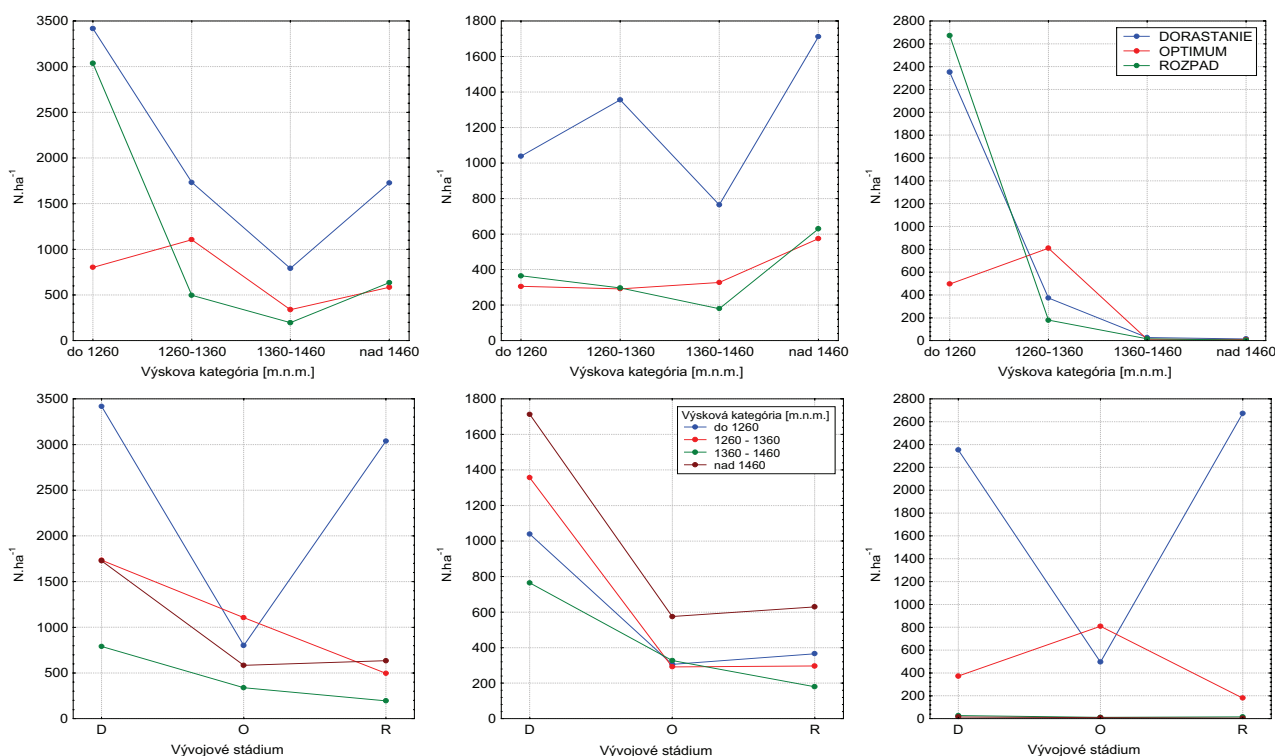 3500
3000
2500
2000
1500
1000
500
0
N.ha-1
do 1260
1260-1360
1360-1460
nad 1460
Výskova kategória [m.n.m.]
1800
1600
1400
1200
1000
800
600
400
200
0
N.ha-1
do 1260
1260-1360
1360-1460
nad 1460
Výskova kategória [m.n.m.]
2800
2600
2400
2200
2000
1800
1600
1400
1200
1000
800
600
400
200
0
N.ha-1
DORASTANIE
OPTIMUM
ROZPAD
do 1260
1260-1360
1360-1460
nad 1460
Výskova kategória [m.n.m.]
3500
3000
2500
2000
1500
1000
500
0
N.ha-1
D
O
R
Vývojové stádium
1800
1600
1400
1200
1000
800
600
400
200
0
N.ha-1
Výsková kategória [m.n.m.]
do 1260
1260 - 1360
1360 - 1460
nad 1460
D
O
R
Vývojové stádium
2800
2600
2400
2200
2000
1800
1600
1400
1200
1000
800
600
400
200
0
N.ha-1
D
O
R
Vývojové stádium